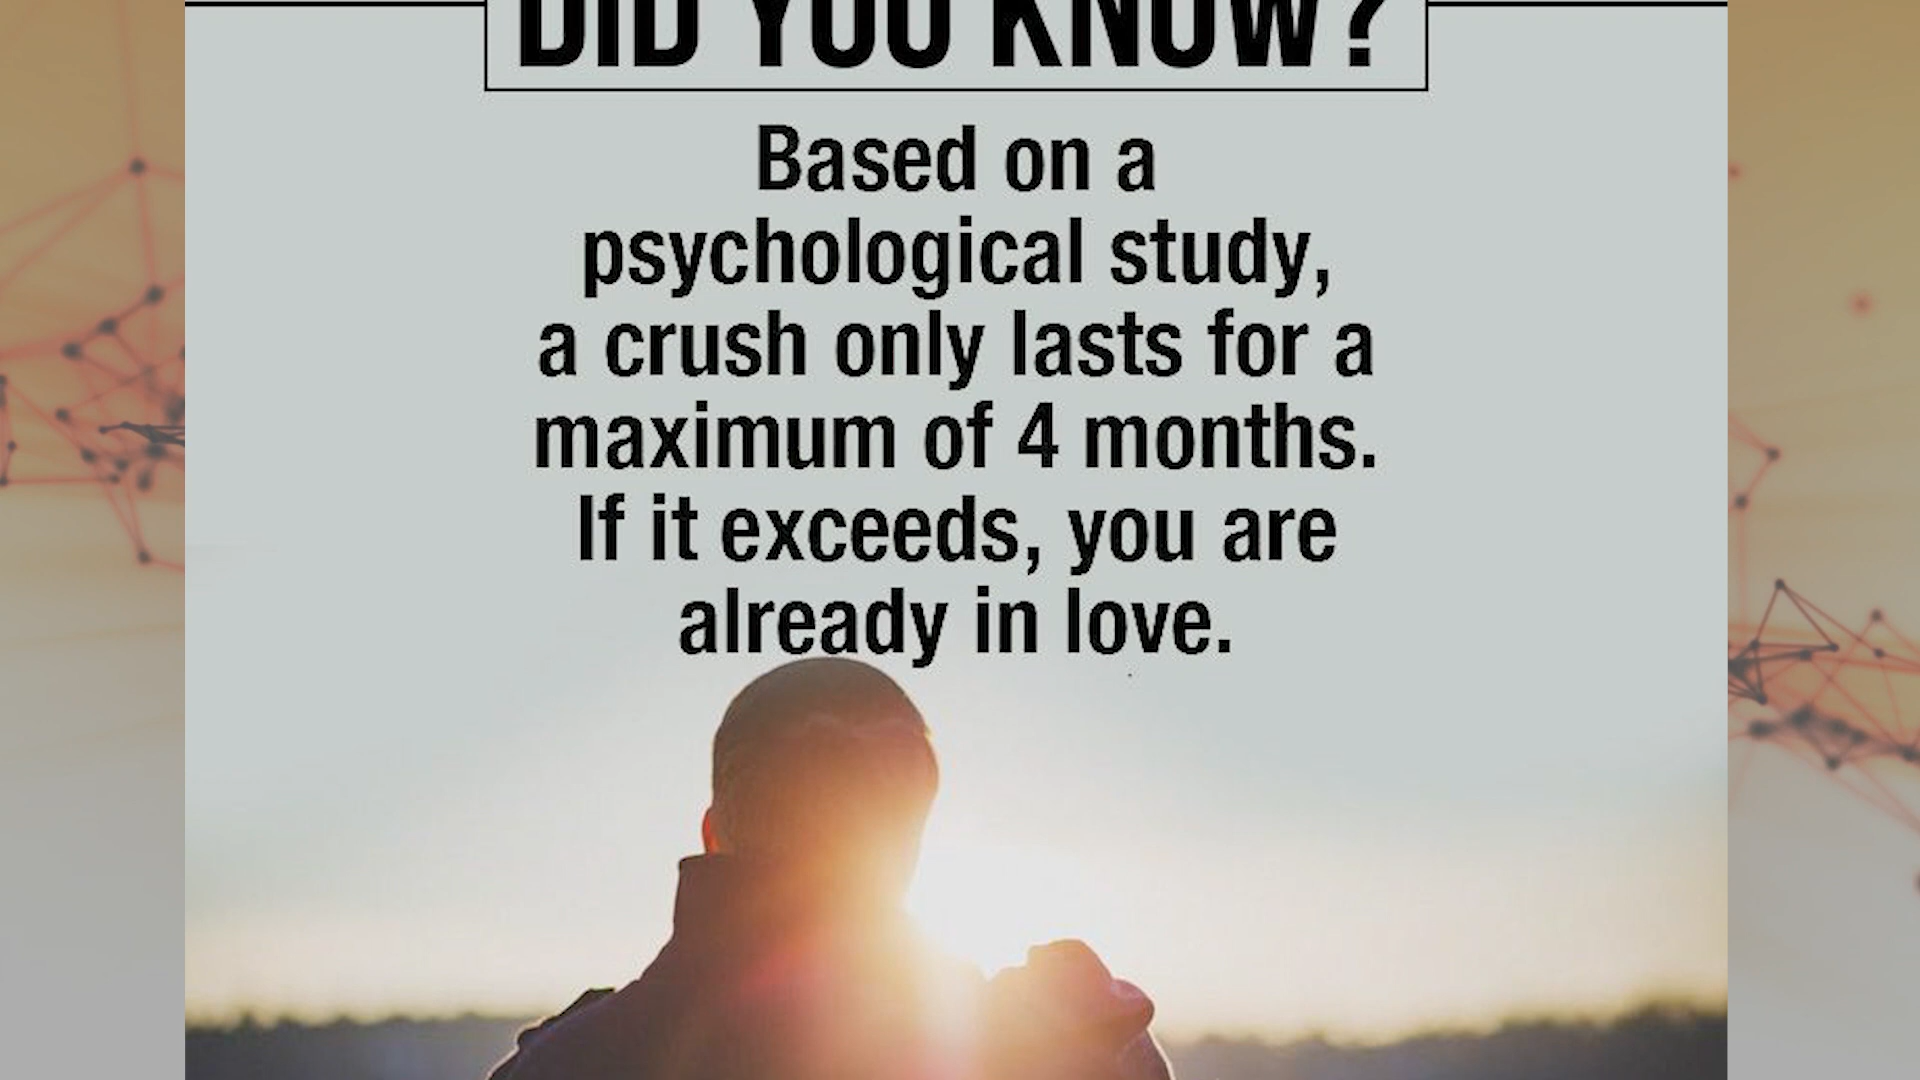 DID YOU KNOW?
Based on a
psychological study,
a crush only lasts for a
maximum of 4 months.
If it exceeds, you are
already in love.